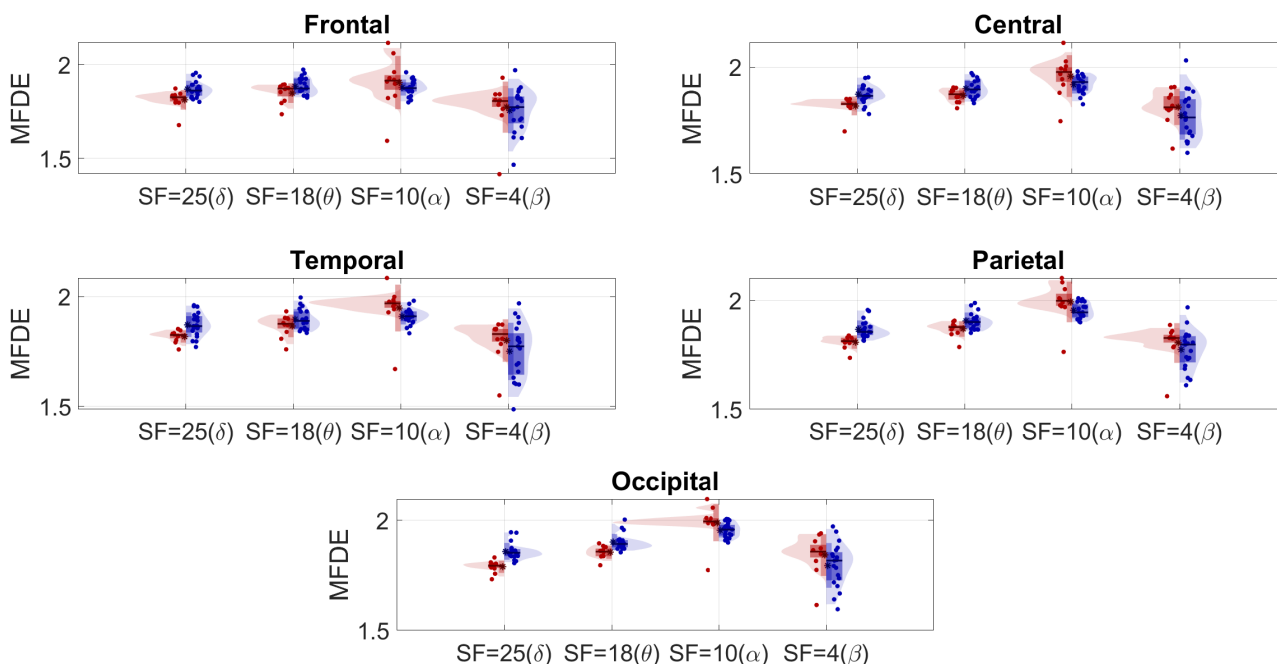 Frontal
MFDE
2
1.5
SF=25(δ) SF=18(θ) SF=10(α) SF=4(β)
Central
MFDE
2
1.5
SF=25(δ) SF=18(θ) SF=10(α) SF=4(β)
Temporal
MFDE
2
1.5
SF=25(δ) SF=18(θ) SF=10(α) SF=4(β)
Parietal
MFDE
2
1.5
SF=25(δ) SF=18(θ) SF=10(α) SF=4(β)
Occipital
MFDE
2
1.5
SF=25(δ) SF=18(θ) SF=10(α) SF=4(β)